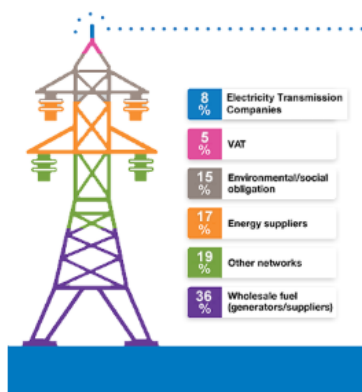 8
%
Electricity Transmission
Companies
5
%
VAT
15
%
Environmental/social
obligation
17
%
Energy suppliers
19
%
Other networks
36
%
Wholesale fuel
(generators/suppliers)